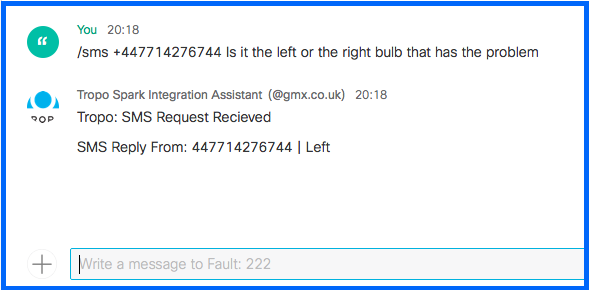 You 20:18
/sms +447714276744 Is it the left or the right bulb that has the problem
Tropo Spark Integration Assistant (@gmx.co.uk) 20:18
Tropo: SMS Request Recieved
SMS Reply From: 447714276744 | Left
Write a message to Fault: 222